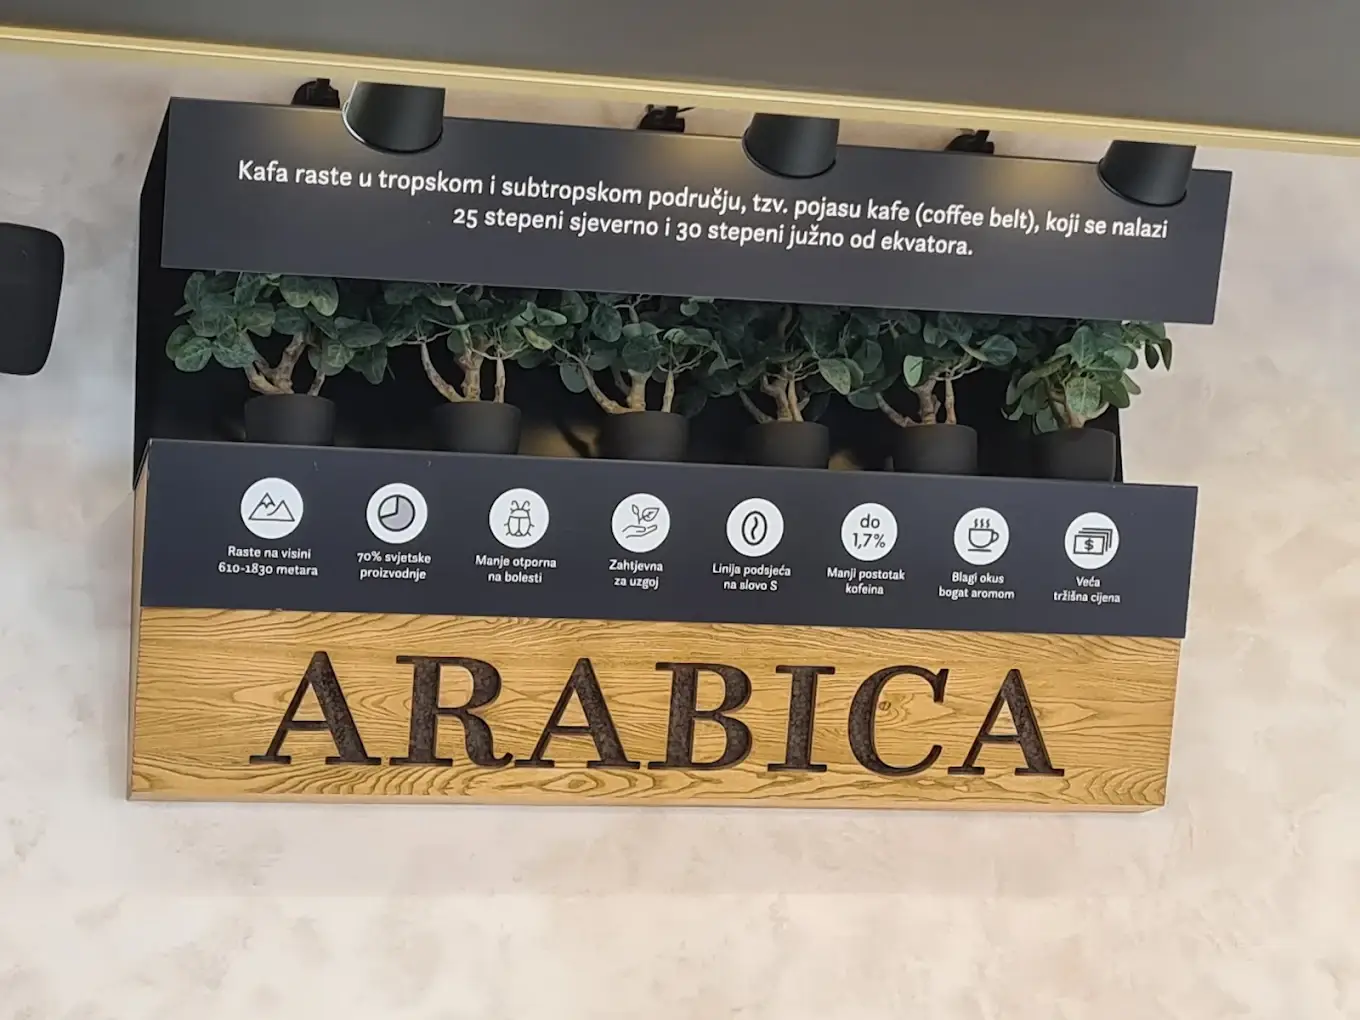 Kafa raste u tropskom i subtropskom području, tzv. pojasu kafe (coffee belt), koji se nalazi
25 stepeni sjeverno i 30 stepeni južno od ekvatora.
Raste na visini
610-1830 metara
70% svjetske
proizvodnje
Manje otporna
na bolesti
Zahtjevna
za uzgoj
Linija podsjeća
na slovo S
do
1,7%
Manji postotak
kofeina
Blagi okus
bogat aromom
$
Veća
tržišna cijena
ARABICA